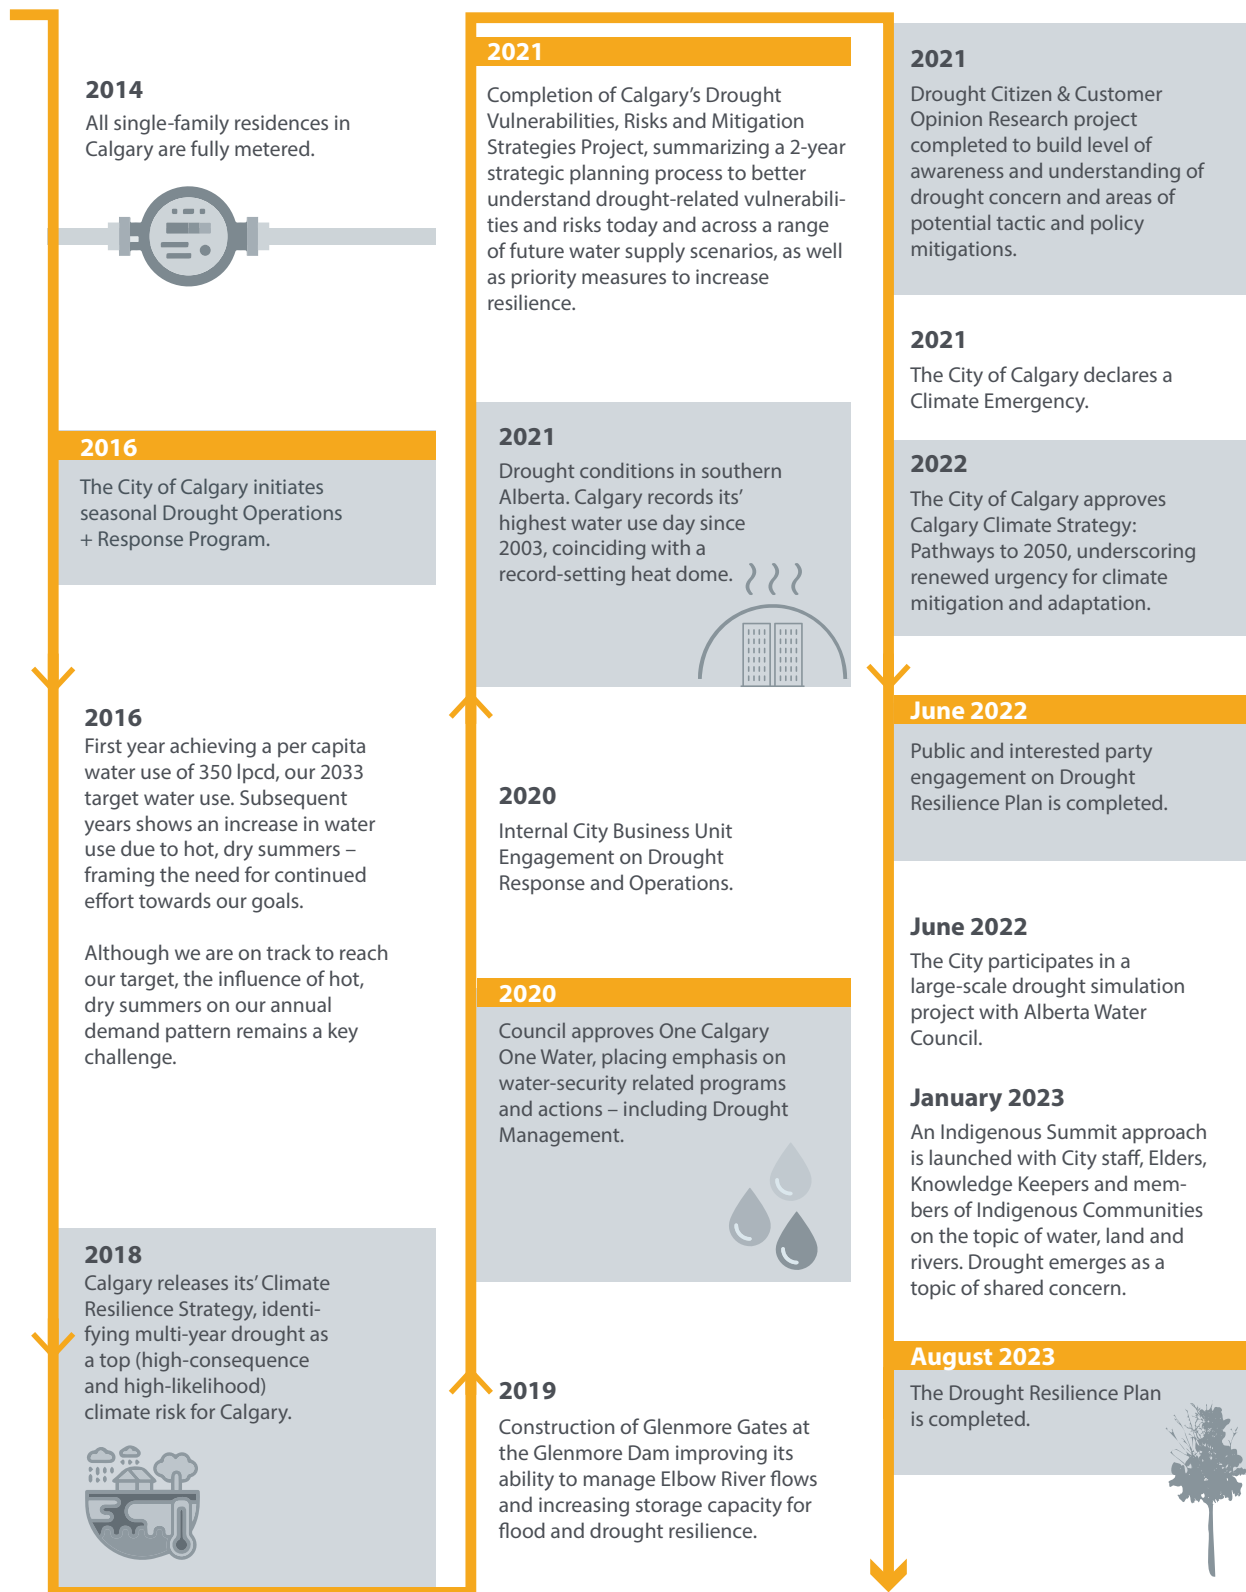 2014
All single-family residences in
Calgary are fully metered.
2016
The City of Calgary initiates
seasonal Drought Operations
+ Response Program.
2016
First year achieving a per capita
water use of 350 lpcd, our 2033
target water use. Subsequent
years shows an increase in water
use due to hot, dry summers –
framing the need for continued
effort towards our goals.
Although we are on track to reach
our target, the influence of hot,
dry summers on our annual
demand pattern remains a key
challenge.
2018
Calgary releases its’ Climate
Resilience Strategy, identi-
fying multi-year drought as
a top (high-consequence
and high-likelihood)
climate risk for Calgary.
2021
Completion of Calgary’s Drought
Vulnerabilities, Risks and Mitigation
Strategies Project, summarizing a 2-year
strategic planning process to better
understand drought-related vulnerabili-
ties and risks today and across a range
of future water supply scenarios, as well
as priority measures to increase
resilience.
2021
Drought conditions in southern
Alberta. Calgary records its’
highest water use day since
2003, coinciding with a
record-setting heat dome.
2020
Internal City Business Unit
Engagement on Drought
Response and Operations.
2020
Council approves One Calgary
One Water, placing emphasis on
water-security related programs
and actions – including Drought
Management.
2019
Construction of Glenmore Gates at
the Glenmore Dam improving its
ability to manage Elbow River flows
and increasing storage capacity for
flood and drought resilience.
2021
Drought Citizen & Customer
Opinion Research project
completed to build level of
awareness and understanding of
drought concern and areas of
potential tactic and policy
mitigations.
2021
The City of Calgary declares a
Climate Emergency.
2022
The City of Calgary approves
Calgary Climate Strategy:
Pathways to 2050, underscoring
renewed urgency for climate
mitigation and adaptation.
June 2022
Public and interested party
engagement on Drought
Resilience Plan is completed.
June 2022
The City participates in a
large-scale drought simulation
project with Alberta Water
Council.
January 2023
An Indigenous Summit approach
is launched with City staff, Elders,
Knowledge Keepers and mem-
bers of Indigenous Communities
on the topic of water, land and
rivers. Drought emerges as a
topic of shared concern.
August 2023
The Drought Resilience Plan
is completed.